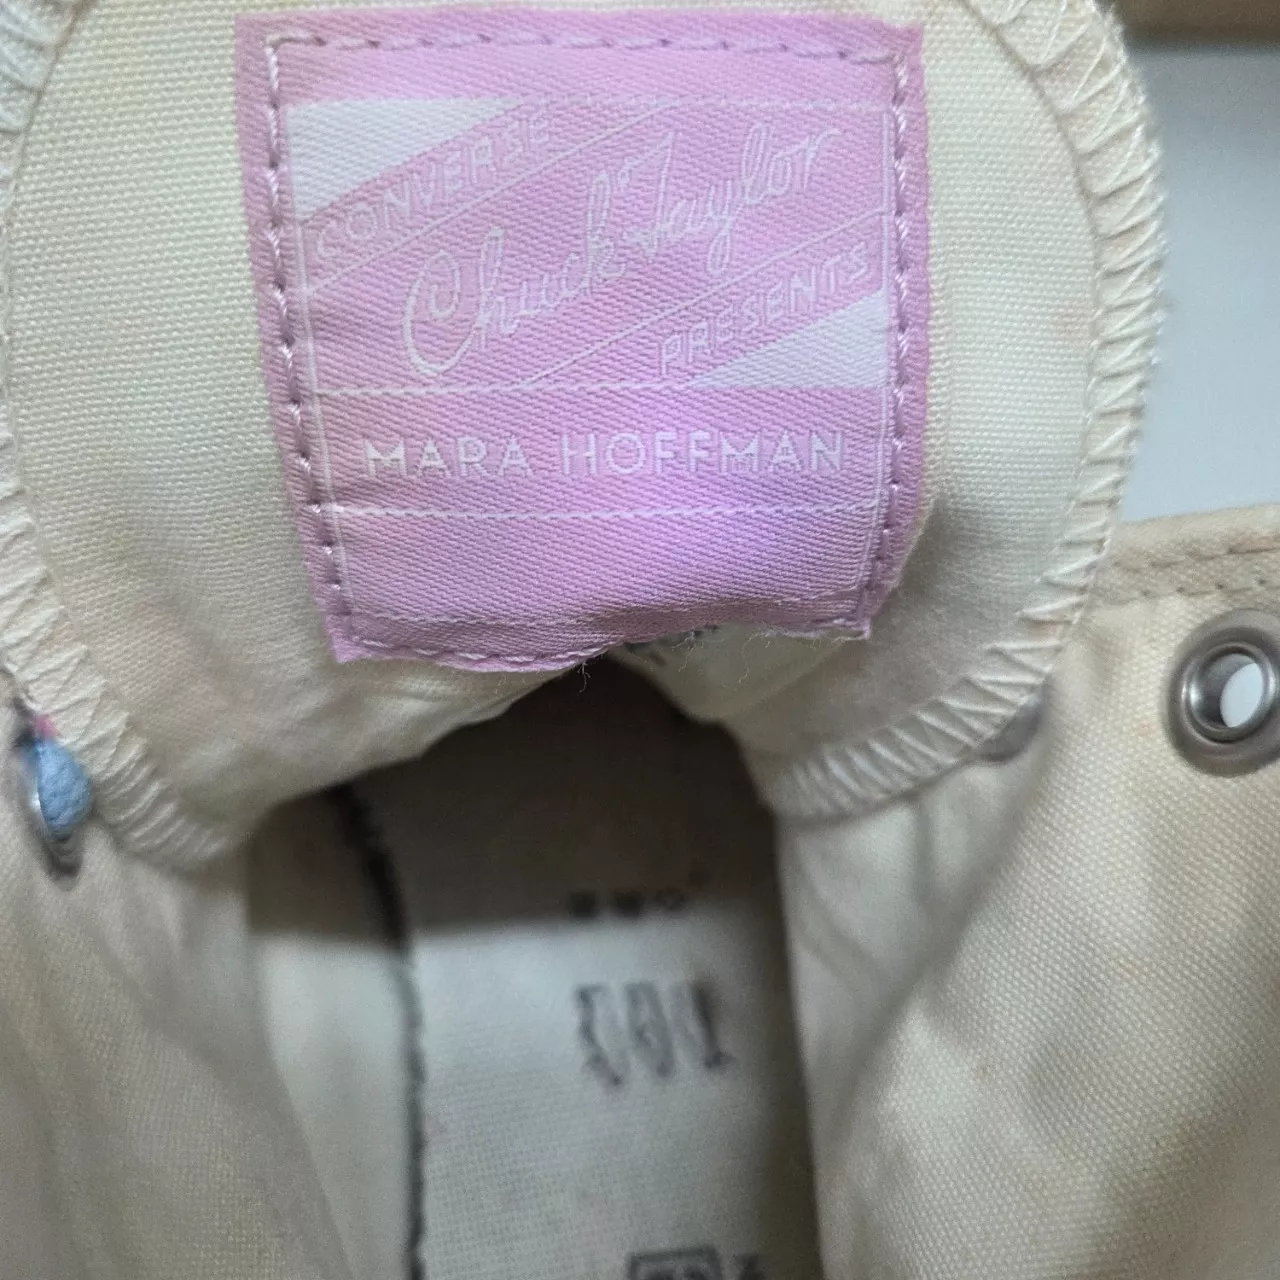 CONVERSE
Chuck Taylor
PRESENTS
MARA HOFFMAN